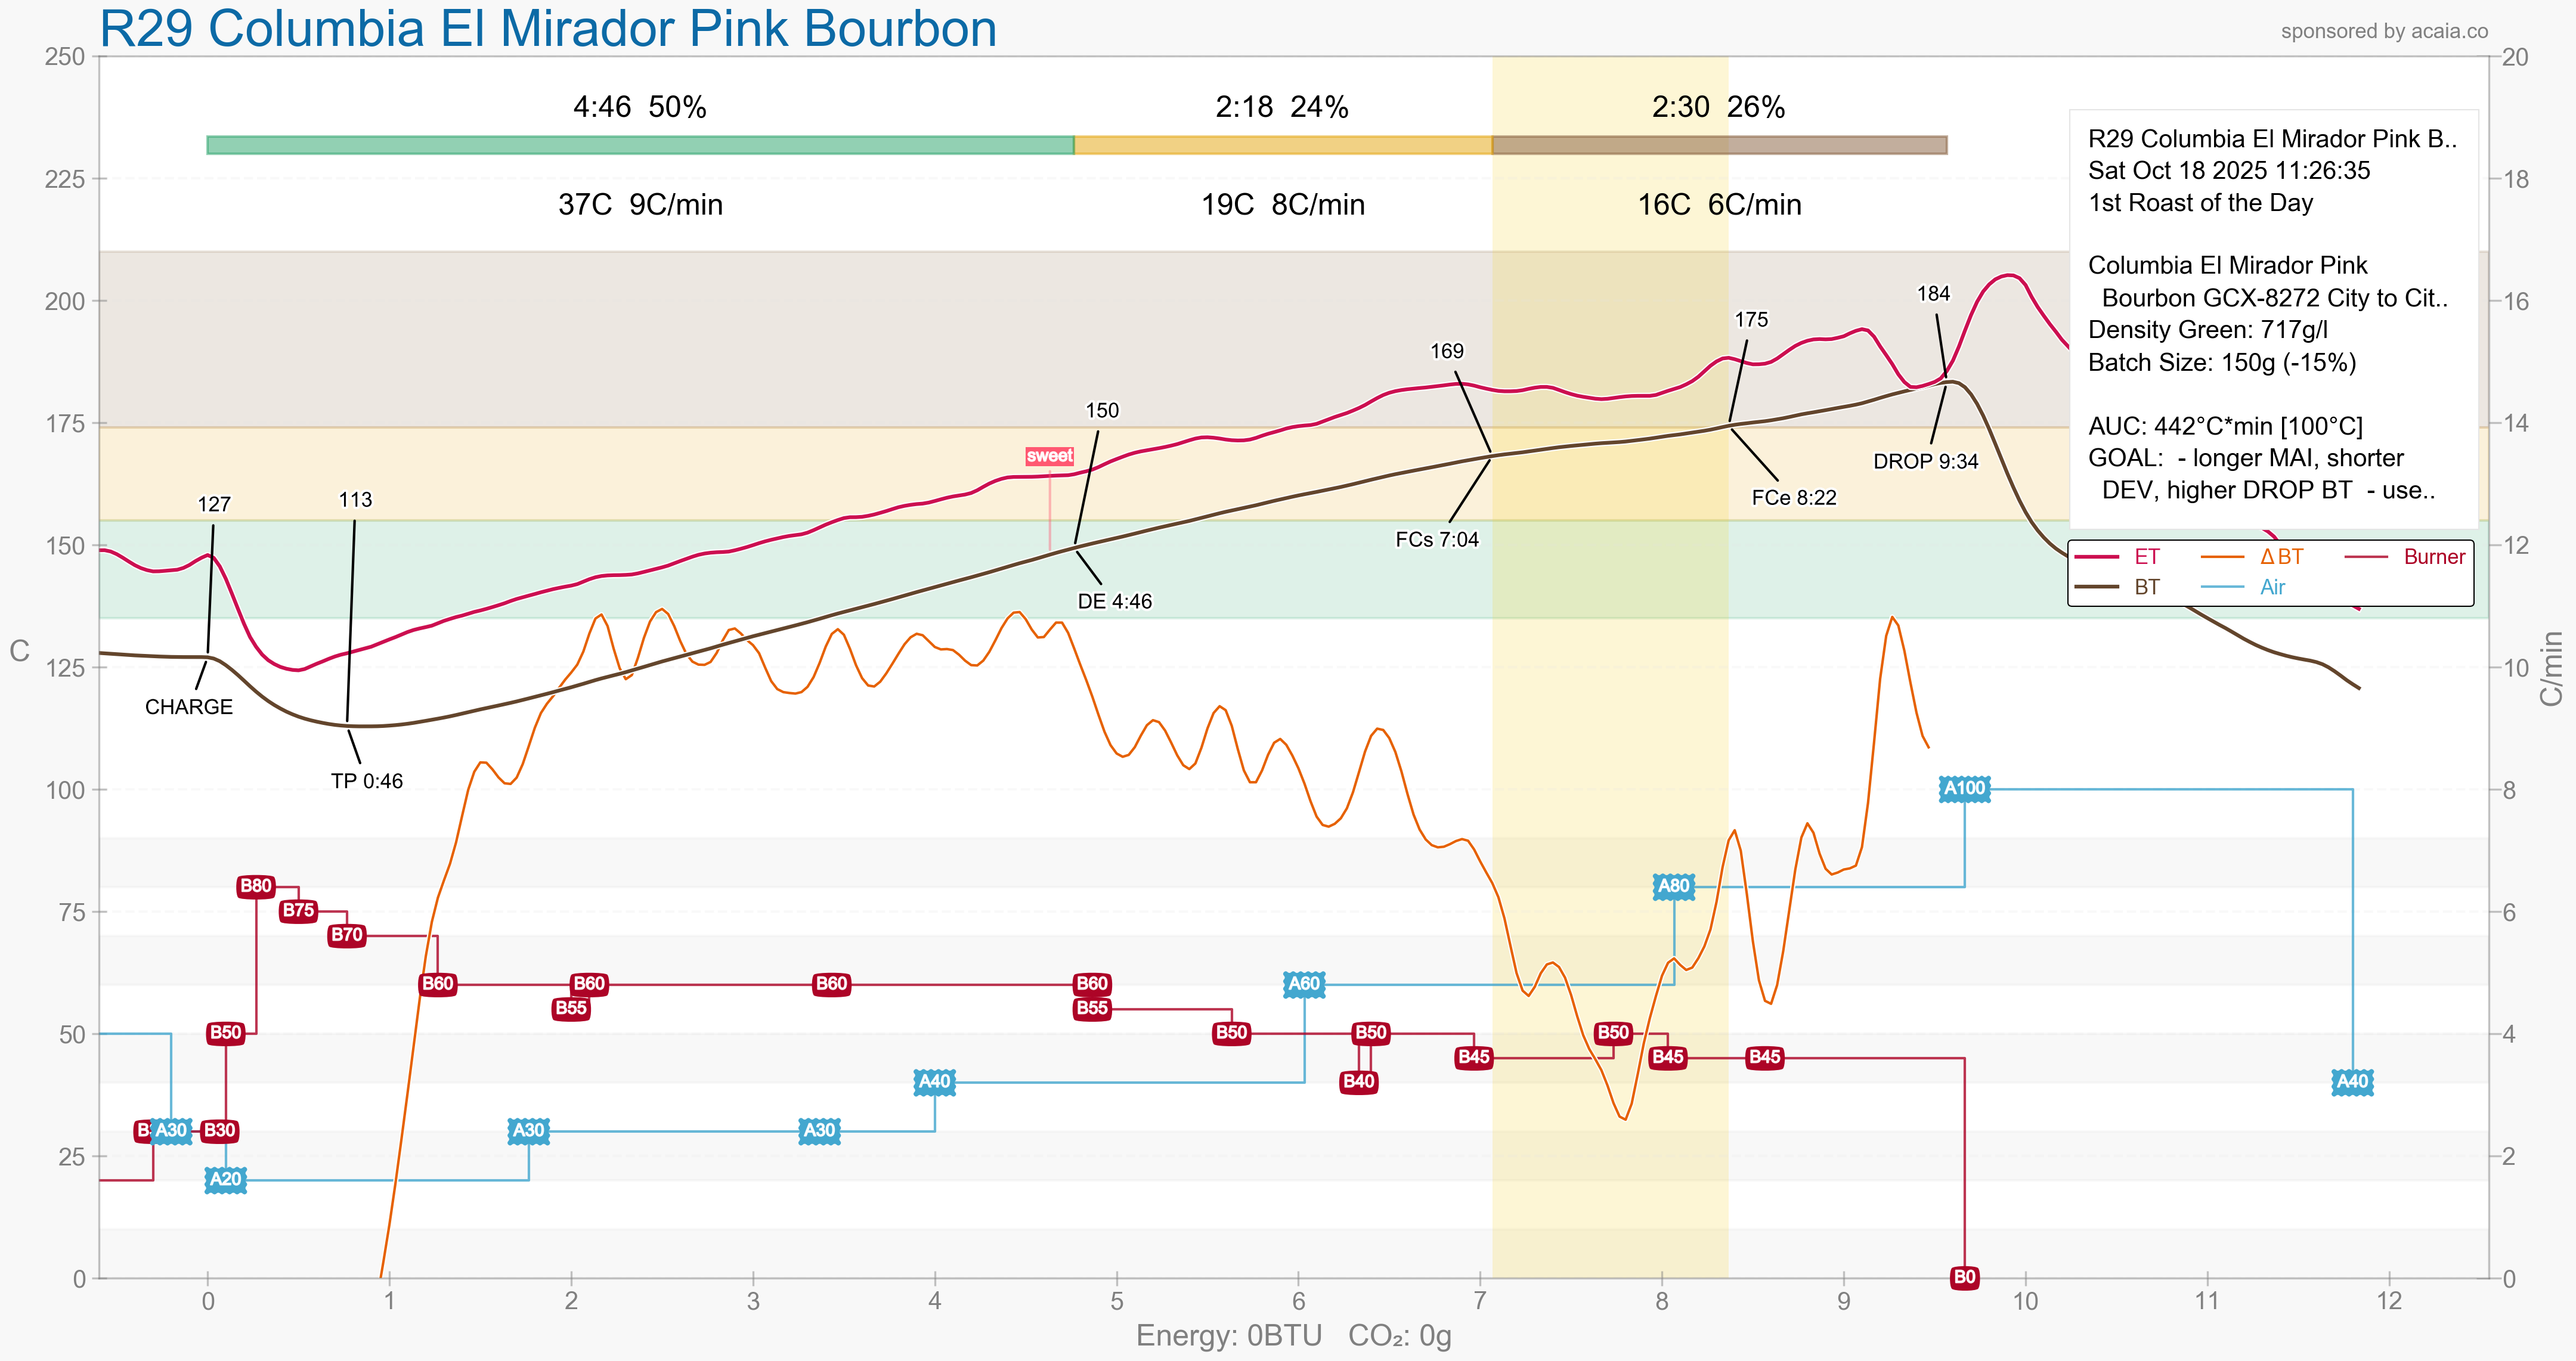 R29 Columbia El Mirador Pink Bourbon
sponsored by acaia.co
250
225
200
175
150
125
100
75
50
25
0
C
20
18
16
14
12
10
8
6
4
2
0
C/min
4:46 50%
2:18 24%
2:30 26%
37C 9C/min
19C 8C/min
16C 6C/min
R29 Columbia El Mirador Pink B..
Sat Oct 18 2025 11:26:35
1st Roast of the Day
Columbia El Mirador Pink
Bourbon GCX-8272 City to Cit..
Density Green: 717g/l
Batch Size: 150g (-15%)
AUC: 442°C*min [100°C]
GOAL: - longer MAI, shorter
DEV, higher DROP BT - use..
ET
ΔBT
Burner
BT
Air
127
CHARGE
113
TP 0:46
sweet
150
DE 4:46
169
FCs 7:04
175
FCe 8:22
184
DROP 9:34
B30
B50
B80
B75
B70
B60
B55
B60
B60
B60
B55
B50
B40
B50
B45
B50
B45
B45
B0
A30
A20
A30
A30
A40
A60
A80
A100
A40
0
1
2
3
4
5
6
7
8
9
10
11
12
Energy: 0BTU CO₂: 0g